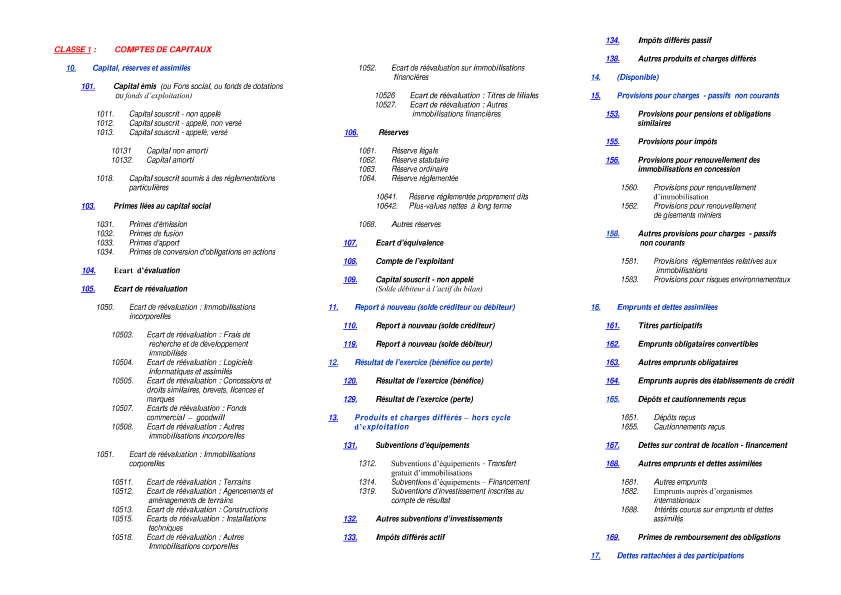 CLASSE 1 : COMPTES DE CAPITAUX
10. Capital, réserves et assimilés
101. Capital émis (ou Fons social, ou fonds de dotations
ou fonds d'exploitation)
1011. Capital souscrit - non appelé
1012. Capital souscrit - appelé, non versé
1013. Capital souscrit - appelé, versé
10131 Capital non amorti
10132. Capital amorti
1018. Capital souscrit soumis à des réglementations
particulières
103. Primes liées au capital social
1031. Primes d'émission
1032. Primes de fusion
1033. Primes d'apport
1034. Primes de conversion d'obligations en actions
104. Ecart d'évaluation
105. Ecart de réévaluation
1050. Ecart de réévaluation : Immobilisations
incorporelles
10503. Ecart de réévaluation : Frais de
recherche et de développement
immobilisés
10504. Ecart de réévaluation : Logiciels
informatiques et assimilés
10505. Ecart de réévaluation : Concessions et
droits similaires, brevets, licences et
marques
10507. Ecarts de réévaluation : Fonds
commercial – goodwill
10508. Ecart de réévaluation : Autres
immobilisations incorporelles
1051. Ecart de réévaluation : Immobilisations
corporelles
10511. Ecart de réévaluation : Terrains
10512. Ecart de réévaluation : Agencements et
aménagements de terrains
10513. Ecart de réévaluation : Constructions
10515. Ecarts de réévaluation : Installations
techniques
10518. Ecart de réévaluation : Autres
Immobilisations corporelles
1052. Ecart de réévaluation sur immobilisations
financières
10526 Ecart de réévaluation : Titres de filiales
10527. Ecart de réévaluation : Autres
immobilisations financières
106. Réserves
1061. Réserve légale
1062. Réserve statutaire
1063. Réserve ordinaire
1064. Réserve réglementée
10641. Réserve réglementée proprement dits
10642. Plus-values nettes à long terme
1068. Autres réserves
107. Ecart d'équivalence
108. Compte de l'exploitant
109. Capital souscrit - non appelé
(Solde débiteur à l'actif du bilan)
11. Report à nouveau (solde créditeur ou débiteur)
110. Report à nouveau (solde créditeur)
119. Report à nouveau (solde débiteur)
12. Résultat de l'exercice (bénéfice ou perte)
120. Résultat de l'exercice (bénéfice)
129. Résultat de l'exercice (perte)
13. Produits et charges différés – hors cycle
d'exploitation
131. Subventions d'équipements
1312. Subventions d'équipements - Transfert
gratuit d'immobilisations
1314. Subventions d'équipements – Financement
1319. Subventions d'investissement inscrites au
compte de résultat
132. Autres subventions d'investissements
133. Impôts différés actif
134. Impôts différés passif
138. Autres produits et charges différés
14. (Disponible)
15. Provisions pour charges - passifs non courants
153. Provisions pour pensions et obligations
similaires
155. Provisions pour impôts
156. Provisions pour renouvellement des
immobilisations en concession
1560. Provisions pour renouvellement
d'immobilisation
1562. Provisions pour renouvellement
de gisements miniers
158. Autres provisions pour charges - passifs
non courants
1581. Provisions réglementées relatives aux
immobilisations
1583. Provisions pour risques environnementaux
16. Emprunts et dettes assimilées
161. Titres participatifs
162. Emprunts obligataires convertibles
163. Autres emprunts obligataires
164. Emprunts auprès des établissements de crédit
165. Dépôts et cautionnements reçus
1651. Dépôts reçus
1655. Cautionnements reçus
167. Dettes sur contrat de location - financement
168. Autres emprunts et dettes assimilées
1681. Autres emprunts
1682. Emprunts auprès d'organismes
internationaux
1688. Intérêts courus sur emprunts et dettes
assimilés
169. Primes de remboursement des obligations
17. Dettes rattachées à des participations